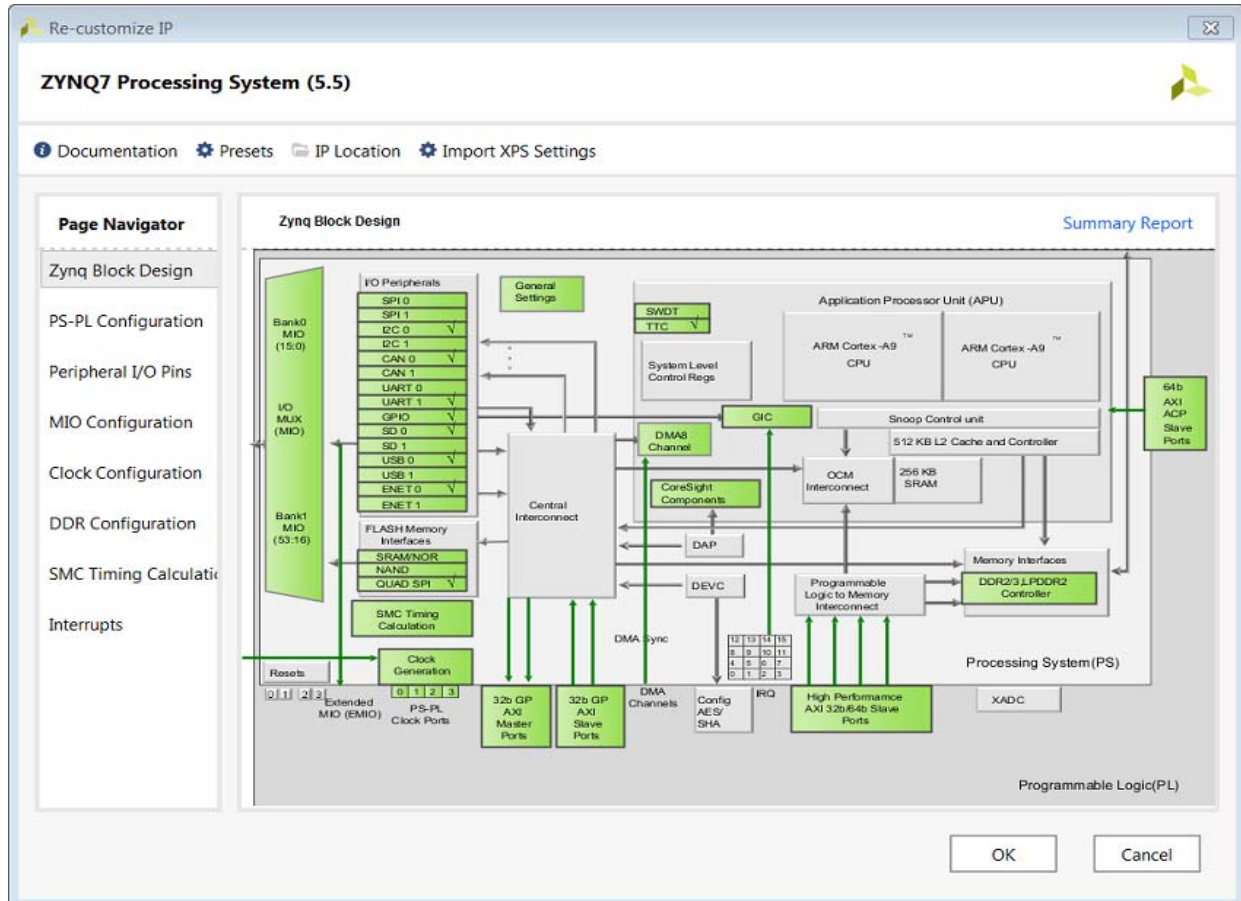 Re-customize IP
ZYNQ7 Processing System (5.5)
Documentation Presets IP Location Import XPS Settings
Page Navigator
Zynq Block Design
PS-PL Configuration
Peripheral I/O Pins
MIO Configuration
Clock Configuration
DDR Configuration
SMC Timing Calculatio
Interrupts
Zynq Block Design
Summary Report
Bank0
MIO
(15:0)
I/O
MUX
(MIO)
Bank1
MIO
(53:16)
I/O Peripherals
SPI 0
SPI 1
I2C 0 √
I2C 1
CAN 0 √
CAN 1
UART 0
UART 1 √
GPIO √
SD 0 √
SD 1
USB 0 √
USB 1
ENET 0 √
ENET 1
FLASH Memory
Interfaces
SRAM/NOR
NAND
QUAD SPI √
SMC Timing
Calculation
General
Settings
Clock
Generation
Resets
0 1 2 3
Extended
MIO (EMIO)
0 1 2 3
PS-PL
Clock Ports
Central
Interconnect
32b GP
AXI
Master
Ports
32b GP
AXI
Slave
Ports
Application Processor Unit (APU)
SWDT
TTC √
System Level
Control Regs
ARM Cortex-A9 ™
CPU
ARM Cortex-A9 ™
CPU
GIC
Snoop Control unit
512 KB L2 Cache and Controller
DMA8
Channel
CoreSight
Components
OCM
Interconnect
256 KB
SRAM
64b
AXI
ACP
Slave
Ports
DAP
DEVC
Programmable
Logic to Memory
Interconnect
Memory Interfaces
DDR2/3,LPDDR2
Controller
DMA Sync
12 13 14 15
8 9 10 11
4 5 6 7
0 1 2 3
IRQ
DMA
Channels
Config
AES/
SHA
High Performamce
AXI 32b/64b Slave
Ports
Processing System(PS)
XADC
Programmable Logic(PL)
OK
Cancel